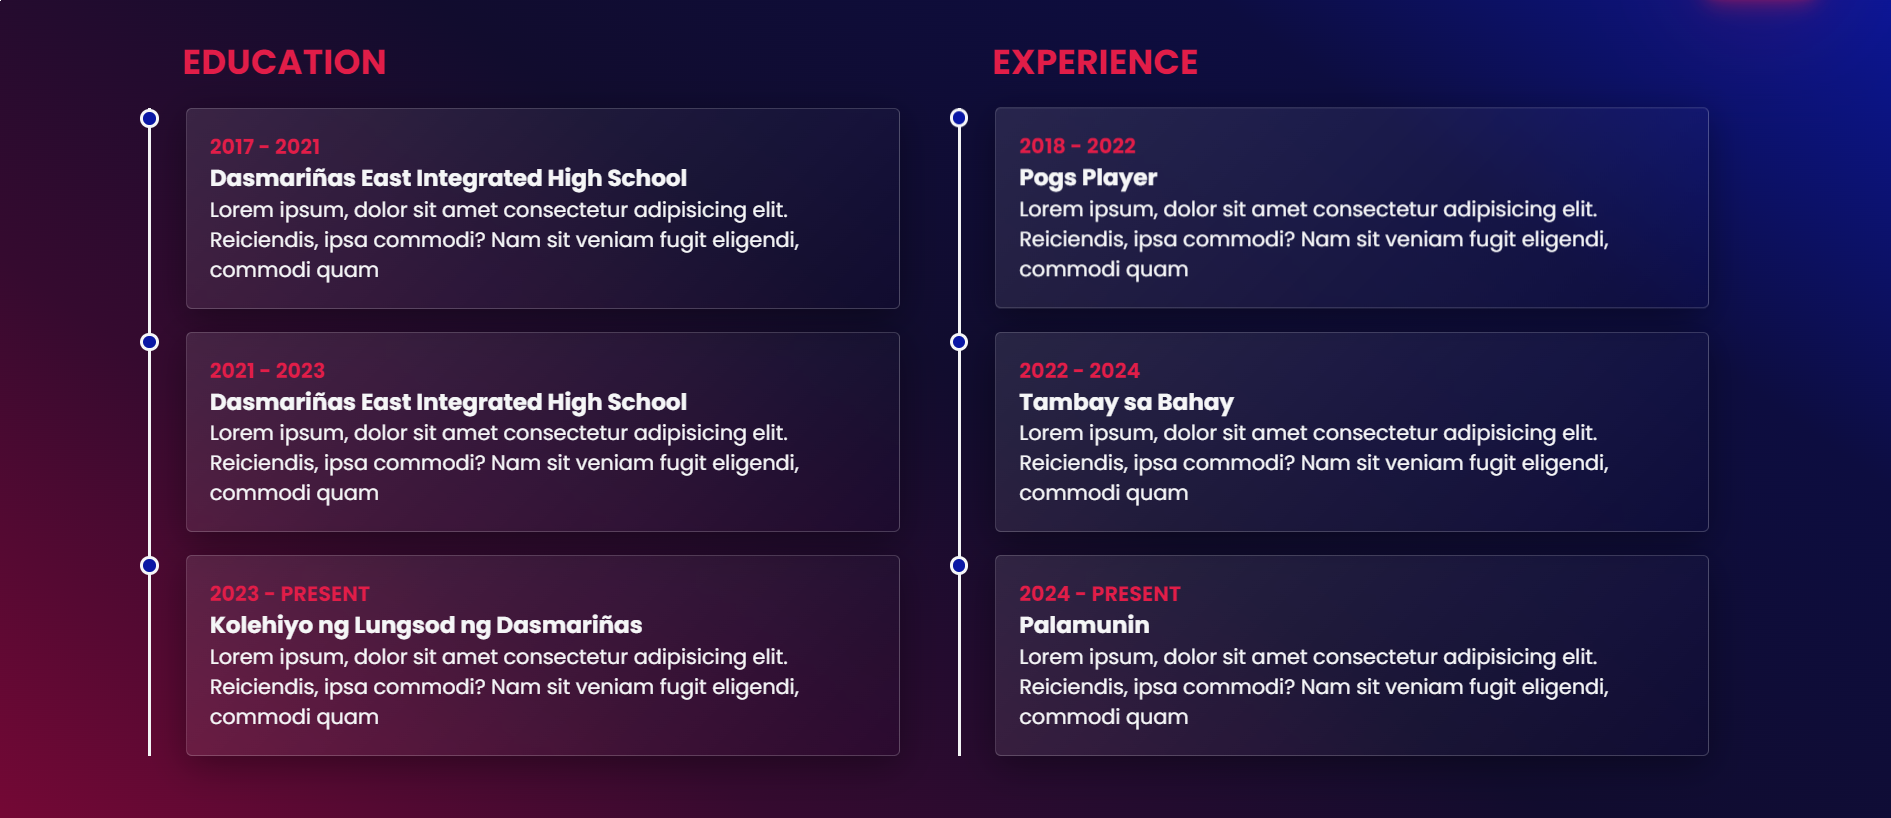 EDUCATION
2017 - 2021
Dasmariñas East Integrated High School
Lorem ipsum, dolor sit amet consectetur adipisicing elit.
Reiciendis, ipsa commodi? Nam sit veniam fugit eligendi,
commodi quam
2021 - 2023
Dasmariñas East Integrated High School
Lorem ipsum, dolor sit amet consectetur adipisicing elit.
Reiciendis, ipsa commodi? Nam sit veniam fugit eligendi,
commodi quam
2023 - PRESENT
Kolehiyo ng Lungsod ng Dasmariñas
Lorem ipsum, dolor sit amet consectetur adipisicing elit.
Reiciendis, ipsa commodi? Nam sit veniam fugit eligendi,
commodi quam
EXPERIENCE
2018 - 2022
Pogs Player
Lorem ipsum, dolor sit amet consectetur adipisicing elit.
Reiciendis, ipsa commodi? Nam sit veniam fugit eligendi,
commodi quam
2022 - 2024
Tambay sa Bahay
Lorem ipsum, dolor sit amet consectetur adipisicing elit.
Reiciendis, ipsa commodi? Nam sit veniam fugit eligendi,
commodi quam
2024 - PRESENT
Palamunin
Lorem ipsum, dolor sit amet consectetur adipisicing elit.
Reiciendis, ipsa commodi? Nam sit veniam fugit eligendi,
commodi quam